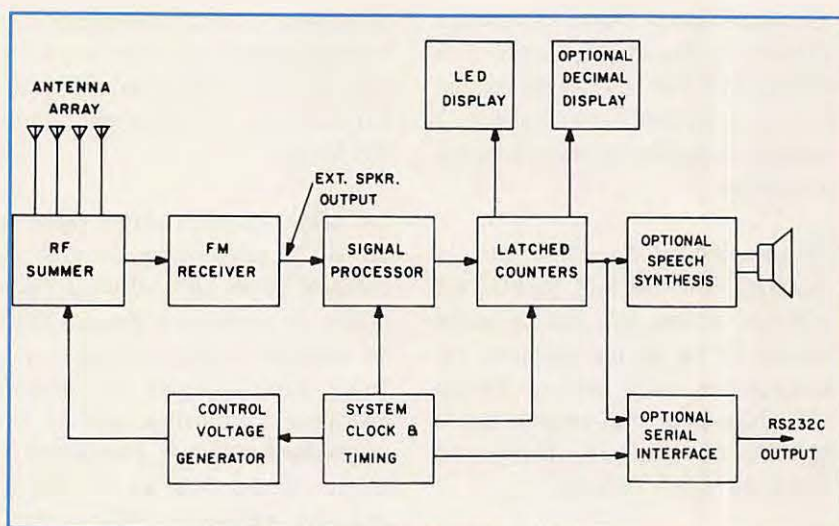 ANTENNA
ARRAY
LED
DISPLAY
OPTIONAL
DECIMAL
DISPLAY
EXT. SPKR.
OUTPUT
RF
SUMMER
FM
RECEIVER
SIGNAL
PROCESSOR
LATCHED
COUNTERS
OPTIONAL
SPEECH
SYNTHESIS
CONTROL
VOLTAGE
GENERATOR
SYSTEM
CLOCK &
TIMING
OPTIONAL
SERIAL
INTERFACE
RS232C
OUTPUT